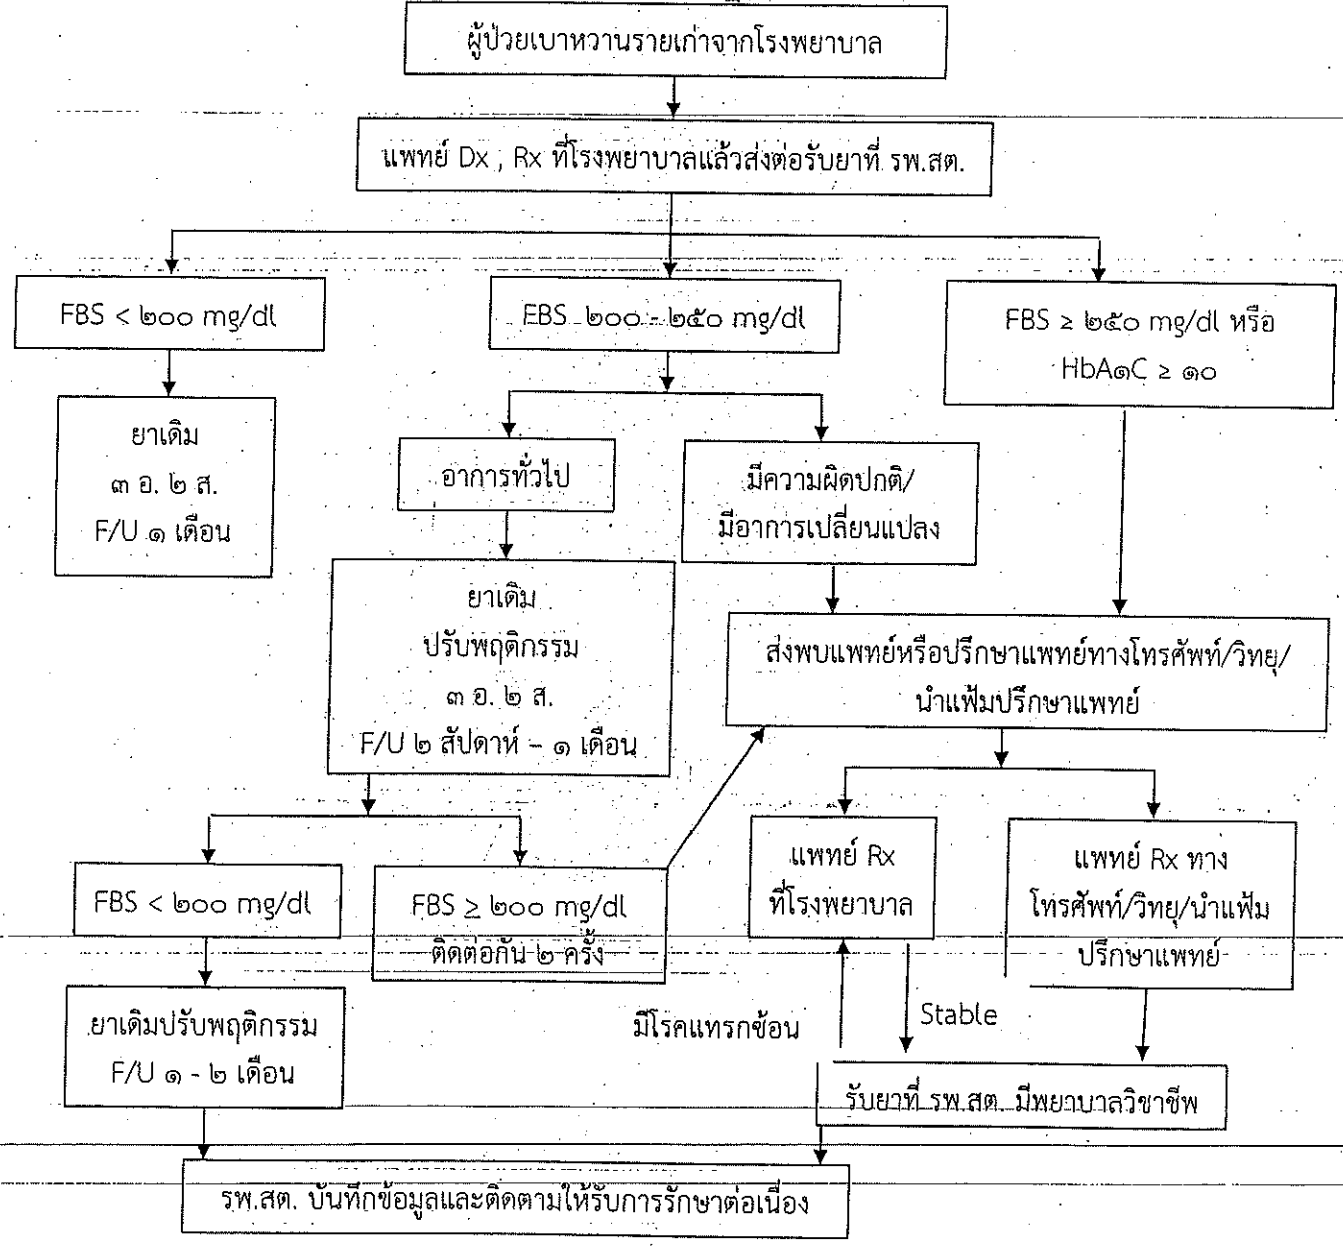 ผู้ป่วยเบาหวานรายเก่าจากโรงพยาบาล
แพทย์ Dx , Rx ที่โรงพยาบาลแล้วส่งต่อรับยาที่ รพ.สต.
FBS < ๒๐๐ mg/dl
FBS ๒๐๐ - ๒๕๐ mg/dl
FBS ≥ ๒๕๐ mg/dl หรือ
HbA๑C ≥ ๑๐
ยาเดิม
๓ อ. ๒ ส.
F/U ๑ เดือน
อาการทั่วไป
มีความผิดปกติ/
มีอาการเปลี่ยนแปลง
ยาเดิม
ปรับพฤติกรรม
๓ อ. ๒ ส.
F/U ๒ สัปดาห์ – ๑ เดือน
ส่งพบแพทย์หรือปรึกษาแพทย์ทางโทรศัพท์/วิทยุ/
นำแฟ้มปรึกษาแพทย์
FBS < ๒๐๐ mg/dl
FBS ≥ ๒๐๐ mg/dl
ติดต่อกัน ๒ ครั้ง
แพทย์ Rx
ที่โรงพยาบาล
แพทย์ Rx ทาง
โทรศัพท์/วิทยุ/นำแฟ้ม
ปรึกษาแพทย์
ยาเดิมปรับพฤติกรรม
F/U ๑ - ๒ เดือน
มีโรคแทรกซ้อน
Stable
รับยาที่ รพ.สต. มีพยาบาลวิชาชีพ
รพ.สต. บันทึกข้อมูลและติดตามให้รับการรักษาต่อเนื่อง